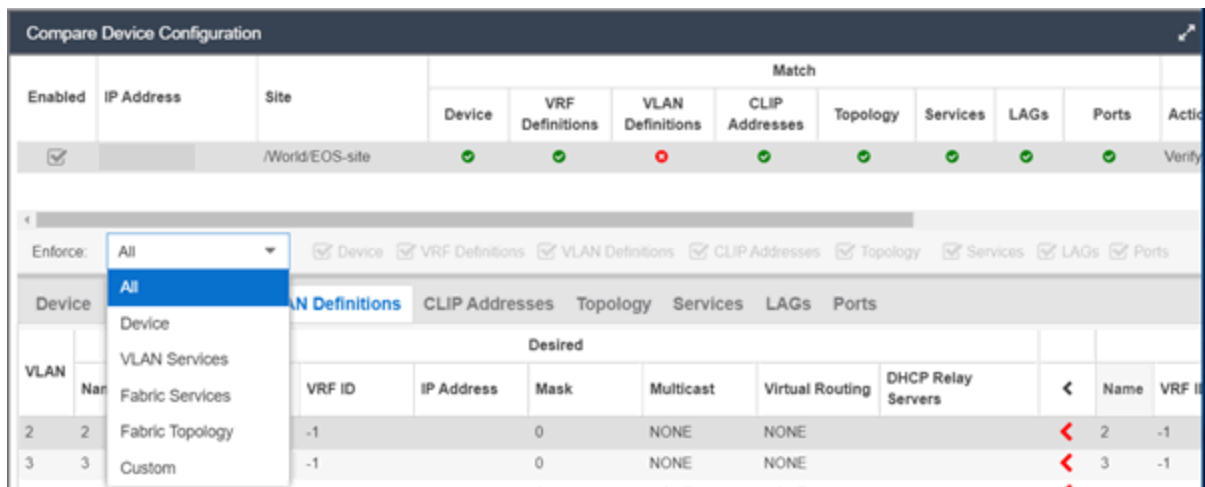 Compare Device Configuration
Match
Enabled IP Address Site
Device VRF Definitions VLAN Definitions CLIP Addresses Topology Services LAGs Ports
/World/EOS-site Verify
Enforce: All Device VRF Definitions VLAN Definitions CLIP Addresses Topology Services LAGs Ports
All
Device
VLAN Services
Fabric Services
Fabric Topology
Custom
Device Definitions CLIP Addresses Topology Services LAGs Ports
Desired
VLAN VRF ID IP Address Mask Multicast Virtual Routing DHCP Relay Servers Name VRF
2 2 -1 0 NONE NONE 2 -1
3 3 -1 0 NONE NONE 3 -1